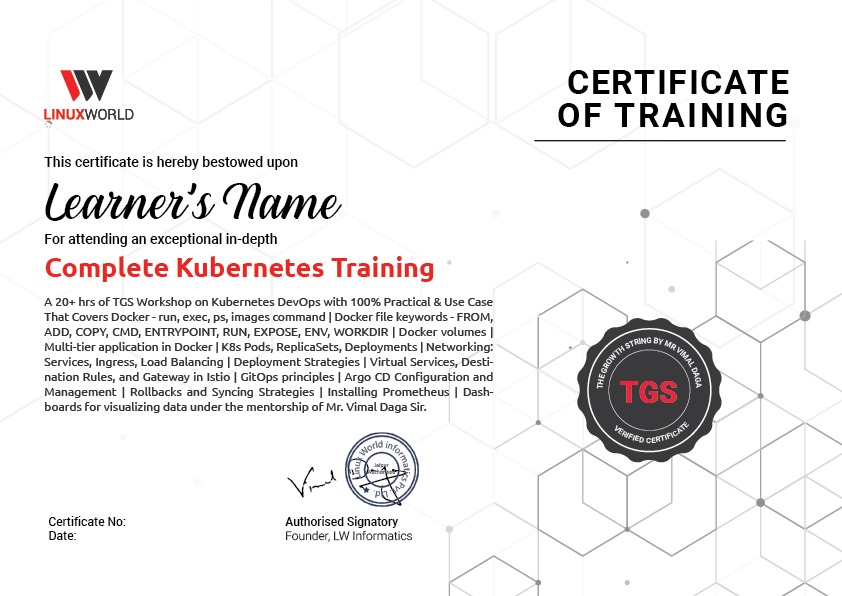 LINUXWORLD
CERTIFICATE
OF TRAINING
This certificate is hereby bestowed upon
Learner's Name
For attending an exceptional in-depth
Complete Kubernetes Training
A 20+ hrs of TGS Workshop on Kubernetes DevOps with 100% Practical & Use Case
That Covers Docker - run, exec, ps, images command | Docker file keywords - FROM,
ADD, COPY, CMD, ENTRYPOINT, RUN, EXPOSE, ENV, WORKDIR | Docker volumes |
Multi-tier application in Docker | K8s Pods, ReplicaSets, Deployments | Networking:
Services, Ingress, Load Balancing | Deployment Strategies | Virtual Services, Desti-
nation Rules, and Gateway in Istio | GitOps principles | Argo CD Configuration and
Management | Rollbacks and Syncing Strategies | Installing Prometheus | Dash-
boards for visualizing data under the mentorship of Mr. Vimal Daga Sir.
THE GROWTH STRING BY MR VIMAL DAGA
TGS
VERIFIED CERTIFICATE
Vimal
Linux World informatics Pvt. Ltd.
Jaipur
Certificate No:
Date:
Authorised Signatory
Founder, LW Informatics